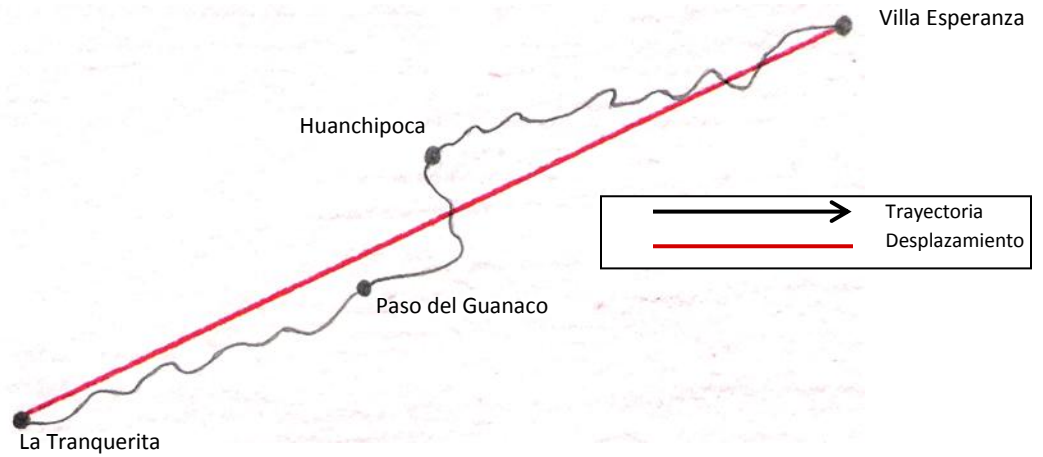 Villa Esperanza
Huanchipoca
Trayectoria
Desplazamiento
Paso del Guanaco
La Tranquerita